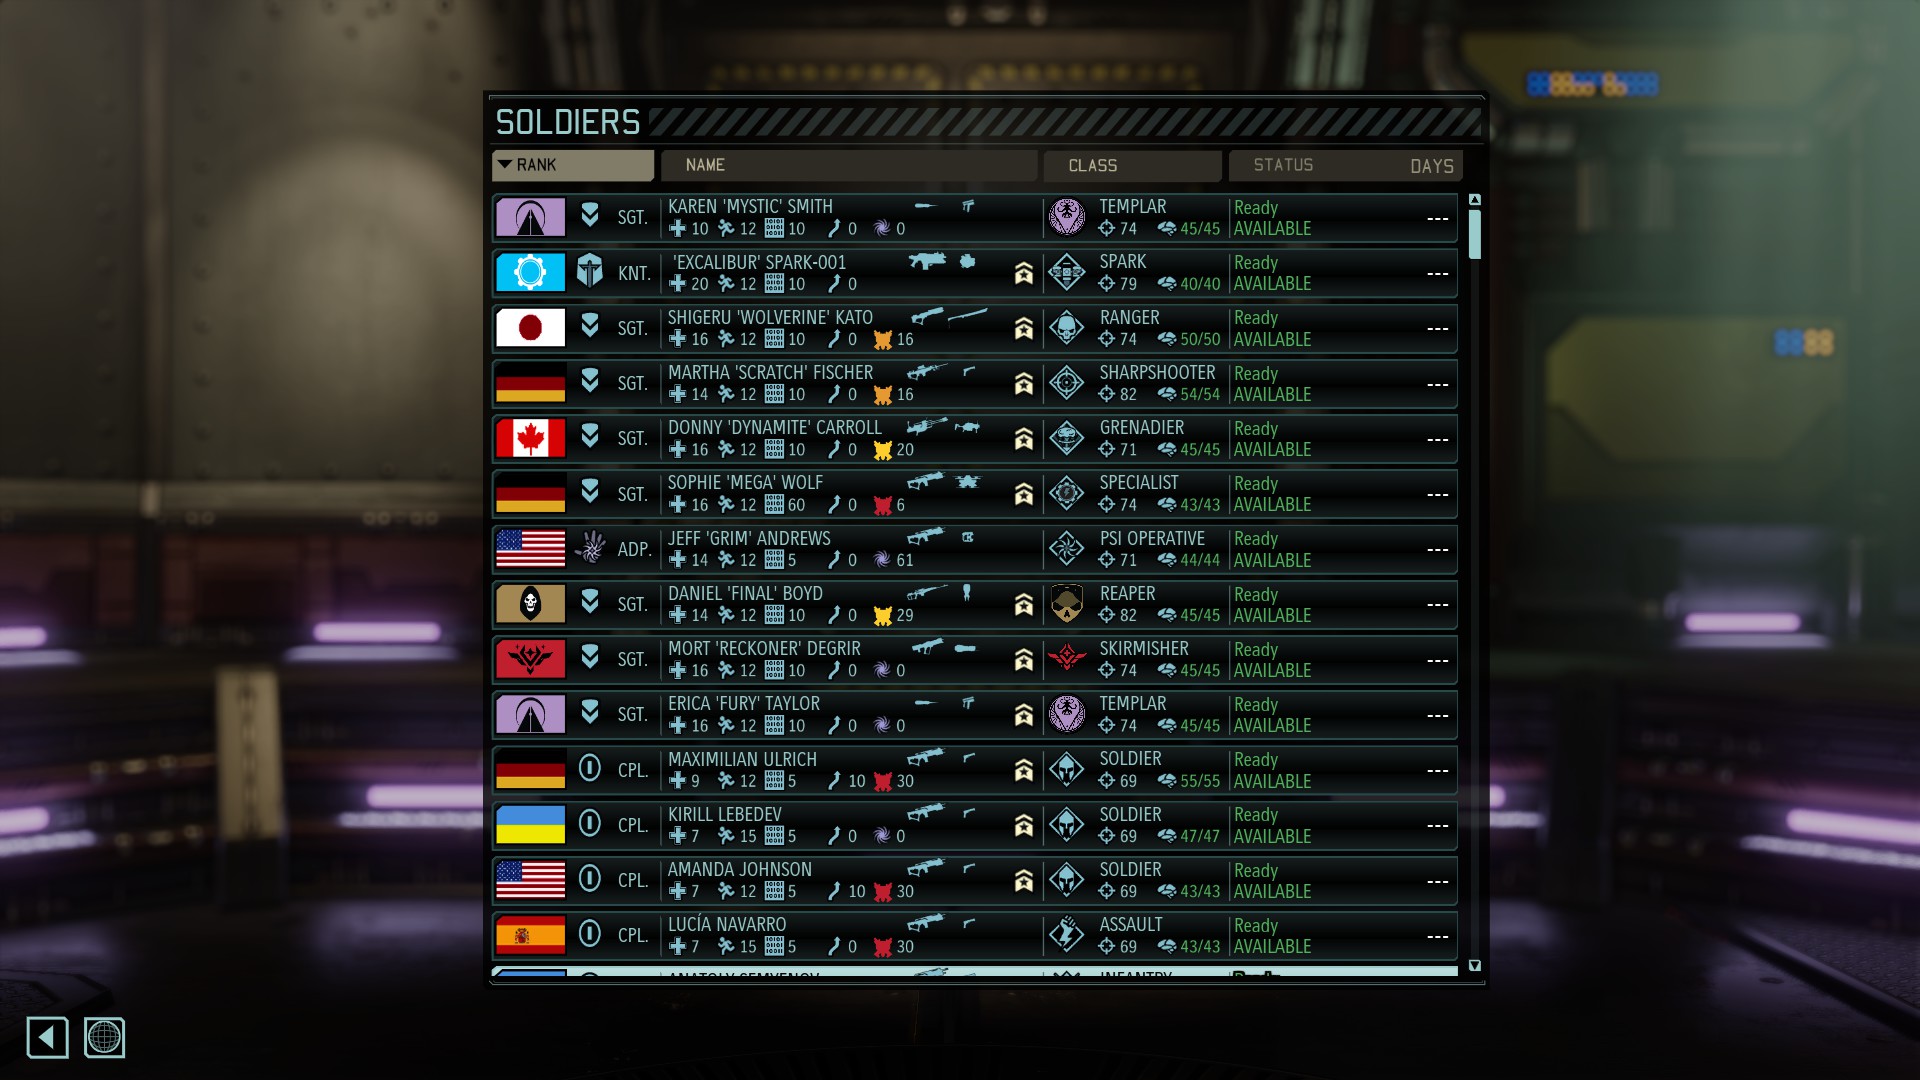 SOLDIERS
RANK NAME CLASS STATUS DAYS
SGT. KAREN 'MYSTIC' SMITH TEMPLAR Ready
10 12 10 0 0 74 45/45 AVAILABLE ---
KNT. 'EXCALIBUR' SPARK-001 SPARK Ready
20 12 10 0 79 40/40 AVAILABLE ---
SGT. SHIGERU 'WOLVERINE' KATO RANGER Ready
16 12 10 0 16 74 50/50 AVAILABLE ---
SGT. MARTHA 'SCRATCH' FISCHER SHARPSHOOTER Ready
14 12 10 0 16 82 54/54 AVAILABLE ---
SGT. DONNY 'DYNAMITE' CARROLL GRENADIER Ready
16 12 10 0 20 71 45/45 AVAILABLE ---
SGT. SOPHIE 'MEGA' WOLF SPECIALIST Ready
16 12 60 0 6 74 43/43 AVAILABLE ---
ADP. JEFF 'GRIM' ANDREWS PSI OPERATIVE Ready
14 12 5 0 61 71 44/44 AVAILABLE ---
SGT. DANIEL 'FINAL' BOYD REAPER Ready
14 12 10 0 29 82 45/45 AVAILABLE ---
SGT. MORT 'RECKONER' DEGRIR SKIRMISHER Ready
16 12 10 0 0 74 45/45 AVAILABLE ---
SGT. ERICA 'FURY' TAYLOR TEMPLAR Ready
16 12 10 0 0 74 45/45 AVAILABLE ---
CPL. MAXIMILIAN ULRICH SOLDIER Ready
9 12 5 10 30 69 55/55 AVAILABLE ---
CPL. KIRILL LEBEDEV SOLDIER Ready
7 15 5 0 0 69 47/47 AVAILABLE ---
CPL. AMANDA JOHNSON SOLDIER Ready
7 12 5 10 30 69 43/43 AVAILABLE ---
CPL. LUCÍA NAVARRO ASSAULT Ready
7 15 5 0 30 69 43/43 AVAILABLE ---
ANATOLY SEMYENOV INFANTRY Ready